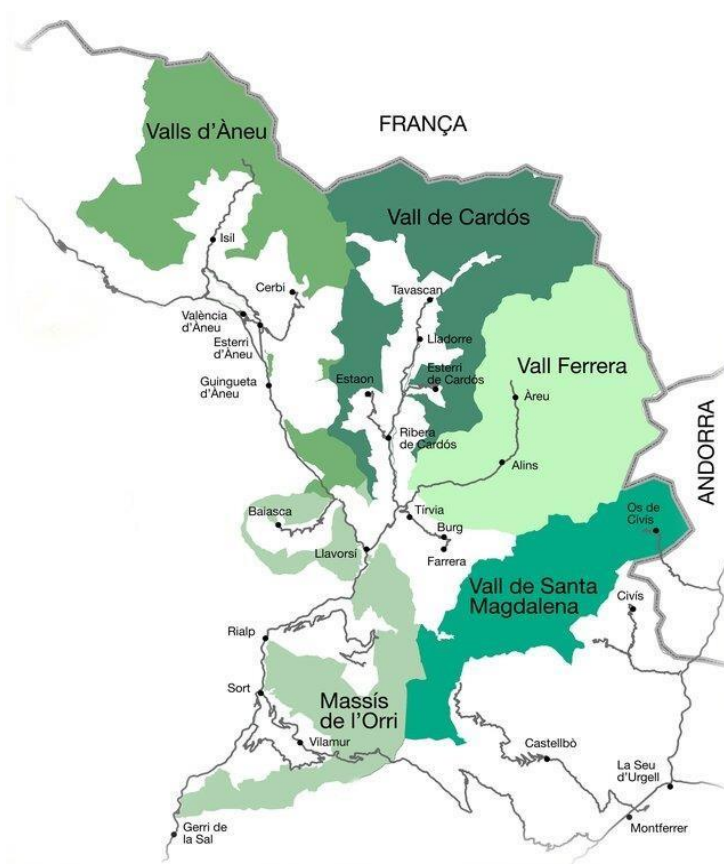 FRANÇA
Valls d'Àneu
Vall de Cardós
Isil
Cerbi
Tavascan
València
d'Àneu
Esterri
d'Àneu
Lladorre
Vall Ferrera
Guingueta
d'Àneu
Estaon
Esterri
de Cardós
Àreu
ANDORRA
Ribera
de Cardós
Alins
Baiasca
Tírvia
Burg
Os de
Civís
Llavorsí
Farrera
Vall de Santa
Magdalena
Civís
Rialp
Sort
Massís
de l'Orri
Vilamur
Castellbò
La Seu
d'Urgell
Gerri de
la Sal
Montferrer